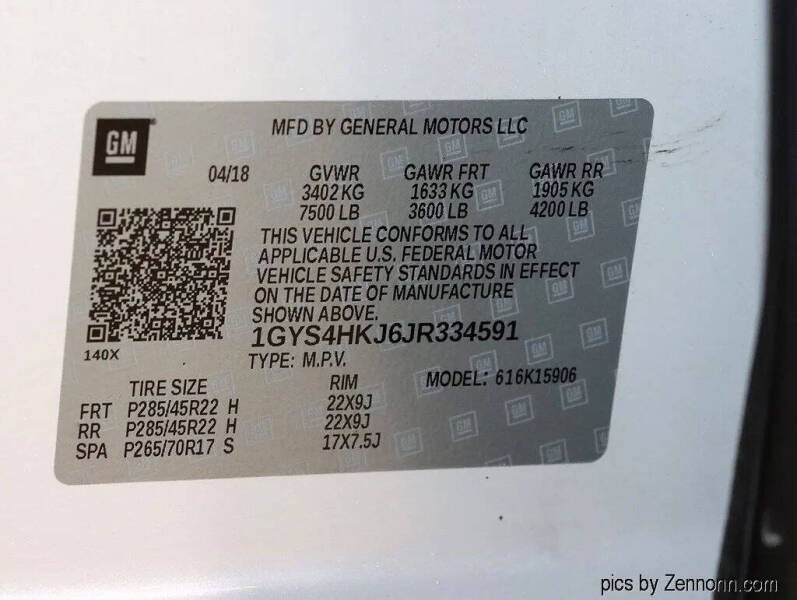 GM
MFD BY GENERAL MOTORS LLC
04/18 GVWR GAWR FRT GAWR RR
3402 KG 1633 KG 1905 KG
7500 LB 3600 LB 4200 LB
THIS VEHICLE CONFORMS TO ALL
APPLICABLE U.S. FEDERAL MOTOR
VEHICLE SAFETY STANDARDS IN EFFECT
ON THE DATE OF MANUFACTURE
SHOWN ABOVE.
1GYS4HKJ6JR334591
140X
TYPE: M.P.V.
MODEL: 616K15906
TIRE SIZE RIM
FRT P285/45R22 H 22X9J
RR P285/45R22 H 22X9J
SPA P265/70R17 S 17X7.5J
pics by Zennonn.com